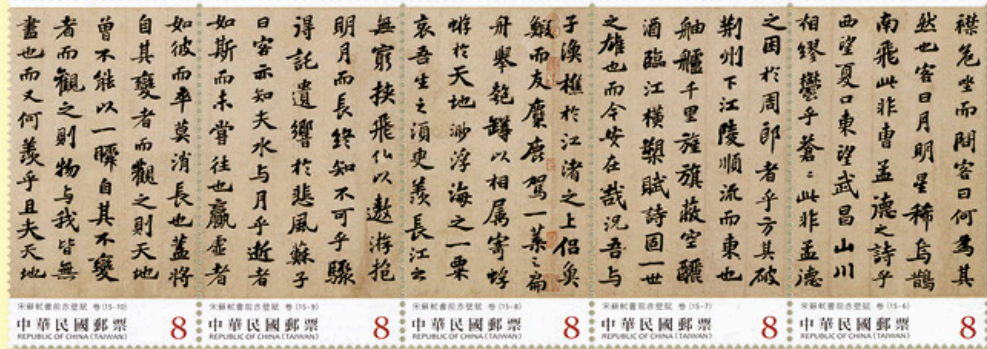 襟危坐而問客曰何為其
然也客曰月明星稀烏鵲
南飛此非曹孟德之詩乎
西望夏口東望武昌山川
相繆鬱乎蒼〻此非孟德
之困於周郎者乎方其破
荊州下江陵順流而東也
舳艫千里旌旗蔽空釃
酒臨江橫槊賦詩固一世
之雄也而今安在哉況吾與
子漁樵於江渚之上侶魚
鰕而友麋鹿駕一葉之扁
舟舉匏罇以相属寄蜉
蝣於天地渺浮海之一粟
哀吾生之須臾羨長江之
無窮挾飛仙以遨游抱
明月而長終知不可乎驟
得託遺響於悲風蘇子
曰客亦知夫水与月乎逝者
如斯而未嘗往也贏虛者
如彼而卒莫消長也蓋將
自其變者而觀之則天地
曾不能以一瞬自其不變
者而觀之則物与我皆無
盡也而又何羨乎且夫天地
宋蘇軾書前赤壁賦 卷(15-10)
中華民國郵票 8
REPUBLIC OF CHINA (TAIWAN)
宋蘇軾書前赤壁賦 卷(15-9)
中華民國郵票 8
REPUBLIC OF CHINA (TAIWAN)
宋蘇軾書前赤壁賦 卷(15-8)
中華民國郵票 8
REPUBLIC OF CHINA (TAIWAN)
宋蘇軾書前赤壁賦 卷(15-7)
中華民國郵票 8
REPUBLIC OF CHINA (TAIWAN)
宋蘇軾書前赤壁賦 卷(15-6)
中華民國郵票 8
REPUBLIC OF CHINA (TAIWAN)